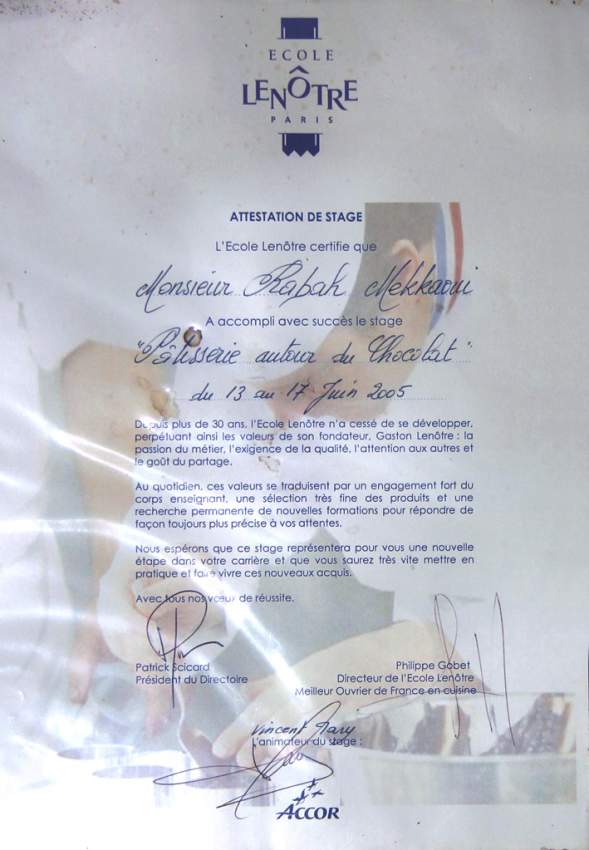 ECOLE
LENÔTRE
PARIS
ATTESTATION DE STAGE
L'Ecole Lenôtre certifie que
Monsieur Rabah Mekkaoui
A accompli avec succès le stage
"Pâtisserie autour du Chocolat"
du 13 au 17 Juin 2005
Depuis plus de 30 ans, l'Ecole Lenôtre n'a cessé de se développer,
perpétuant ainsi les valeurs de son fondateur, Gaston Lenôtre : la
passion du métier, l'exigence de la qualité, l'attention aux autres et
le goût du partage.
Au quotidien, ces valeurs se traduisent par un engagement fort du
corps enseignant, une sélection très fine des produits et une
recherche permanente de nouvelles formations pour répondre de
façon toujours plus précise à vos attentes.
Nous espérons que ce stage représentera pour vous une nouvelle
étape dans votre carrière et que vous saurez très vite mettre en
pratique et faire vivre ces nouveaux acquis.
Avec tous nos vœux de réussite.
Patrick Scicard
Président du Directoire
Philippe Gobet
Directeur de l'Ecole Lenôtre
Meilleur Ouvrier de France en cuisine
Vincent
L'animateur du stage :
ACCOR